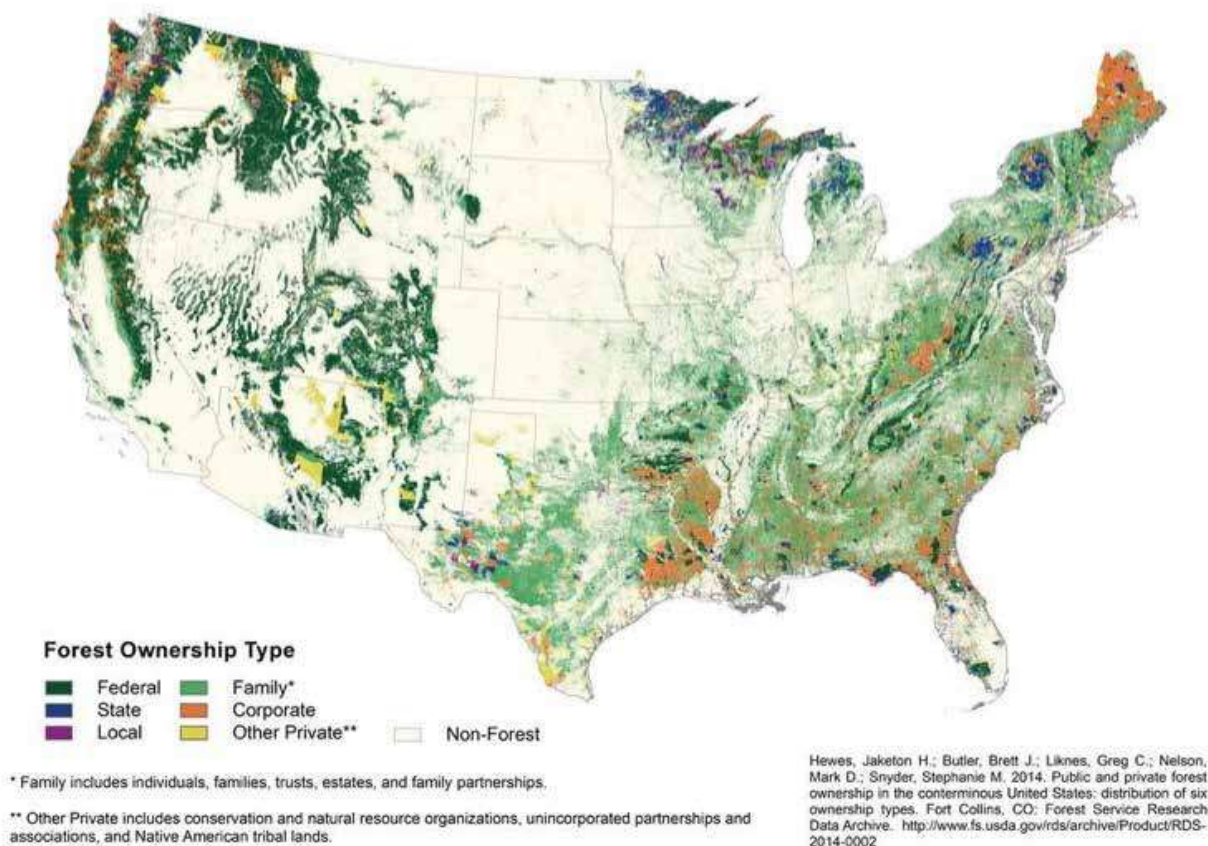 Forest Ownership Type
Federal Family*
State Corporate
Local Other Private** Non-Forest
* Family includes individuals, families, trusts, estates, and family partnerships.
** Other Private includes conservation and natural resource organizations, unincorporated partnerships and
associations, and Native American tribal lands.
Hewes, Jaketon H.; Butler, Brett J.; Liknes, Greg C.; Nelson,
Mark D.; Snyder, Stephanie M. 2014. Public and private forest
ownership in the conterminous United States: distribution of six
ownership types. Fort Collins, CO: Forest Service Research
Data Archive. http://www.fs.usda.gov/rds/archive/Product/RDS-
2014-0002